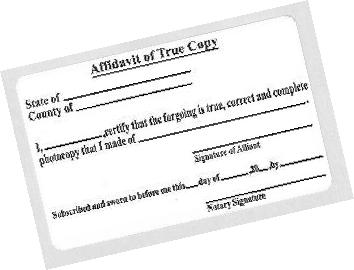 Affidavit of True Copy
State of
County of
I, ,certify that the forgoing is true, correct and complete
photocopy that I made of .
Signature of Alliant
Subscribed and sworn to before me this day of , 20 , by
Notary Signature